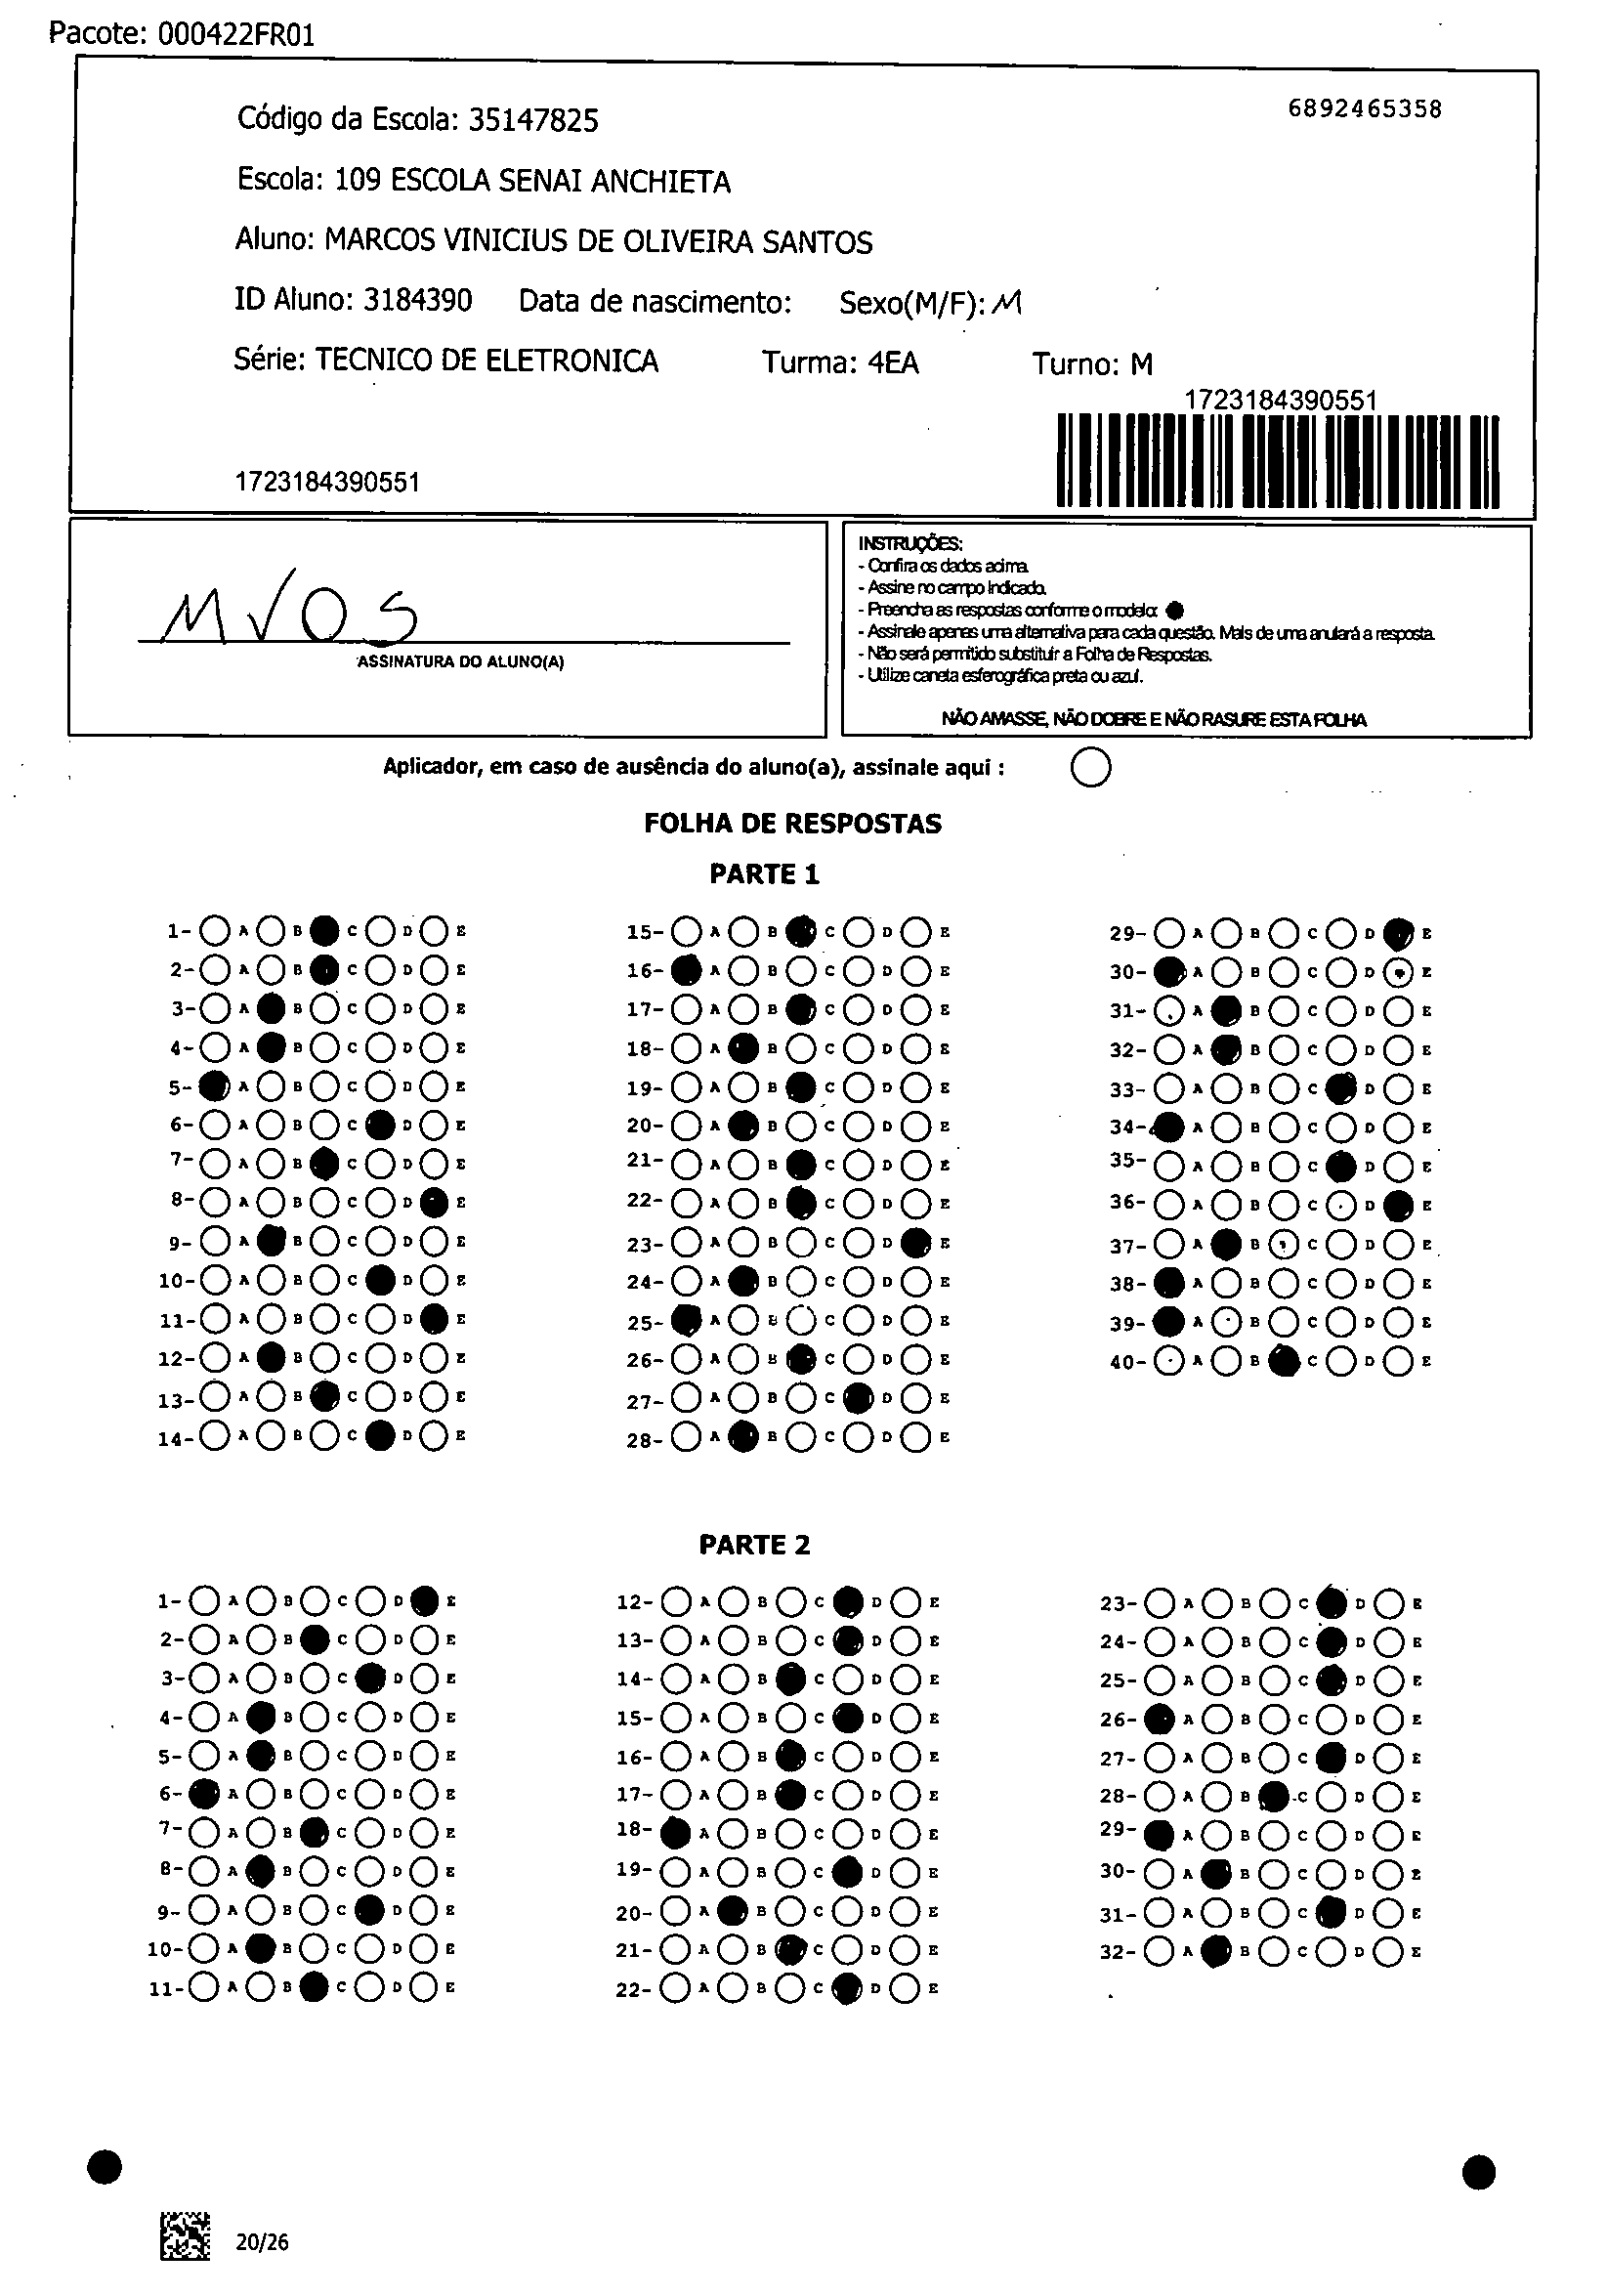 Pacote: 000422FR01
Código da Escola: 35147825
6892465358
Escola: 109 ESCOLA SENAI ANCHIETA
Aluno: MARCOS VINICIUS DE OLIVEIRA SANTOS
ID Aluno: 3184390 Data de nascimento: Sexo(M/F): M
Série: TECNICO DE ELETRONICA Turma: 4EA Turno: M
1723184390551
1723184390551
MVOS
ASSINATURA DO ALUNO(A)
INSTRUÇÕES:
- Confira os dados acima.
- Assine no campo indicado.
- Preencha as respostas conforme o modelo:
- Assinale apenas uma alternativa para cada questão. Mais de uma anulará a resposta.
- Não será permitido substituir a Folha de Respostas.
- Utilize caneta esferográfica preta ou azul.
NÃO AMASSE, NÃO DOBRE E NÃO RASURE ESTA FOLHA
Aplicador, em caso de ausência do aluno(a), assinale aqui :
FOLHA DE RESPOSTAS
PARTE 1
1- A B C D E
2- A B C D E
3- A B C D E
4- A B C D E
5- A B C D E
6- A B C D E
7- A B C D E
8- A B C D E
9- A B C D E
10- A B C D E
11- A B C D E
12- A B C D E
13- A B C D E
14- A B C D E
15- A B C D E
16- A B C D E
17- A B C D E
18- A B C D E
19- A B C D E
20- A B C D E
21- A B C D E
22- A B C D E
23- A B C D E
24- A B C D E
25- A B C D E
26- A B C D E
27- A B C D E
28- A B C D E
29- A B C D E
30- A B C D E
31- A B C D E
32- A B C D E
33- A B C D E
34- A B C D E
35- A B C D E
36- A B C D E
37- A B C D E
38- A B C D E
39- A B C D E
40- A B C D E
PARTE 2
1- A B C D E
2- A B C D E
3- A B C D E
4- A B C D E
5- A B C D E
6- A B C D E
7- A B C D E
8- A B C D E
9- A B C D E
10- A B C D E
11- A B C D E
12- A B C D E
13- A B C D E
14- A B C D E
15- A B C D E
16- A B C D E
17- A B C D E
18- A B C D E
19- A B C D E
20- A B C D E
21- A B C D E
22- A B C D E
23- A B C D E
24- A B C D E
25- A B C D E
26- A B C D E
27- A B C D E
28- A B C D E
29- A B C D E
30- A B C D E
31- A B C D E
32- A B C D E
20/26